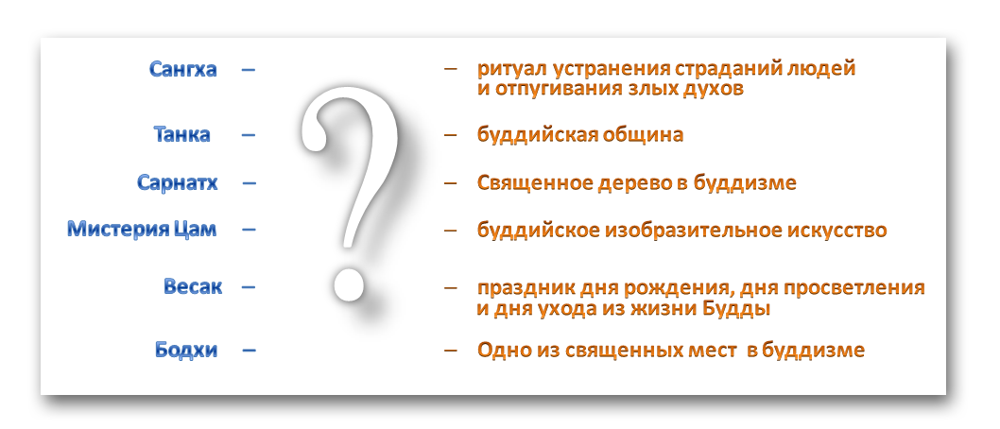 Сангха – – ритуал устранения страданий людей
и отпугивания злых духов
Танка – – буддийская община
Сарнатх – – Священное дерево в буддизме
Мистерия Цам – – буддийское изобразительное искусство
Весак – – праздник дня рождения, дня просветления
и дня ухода из жизни Будды
Бодхи – – Одно из священных мест в буддизме
?